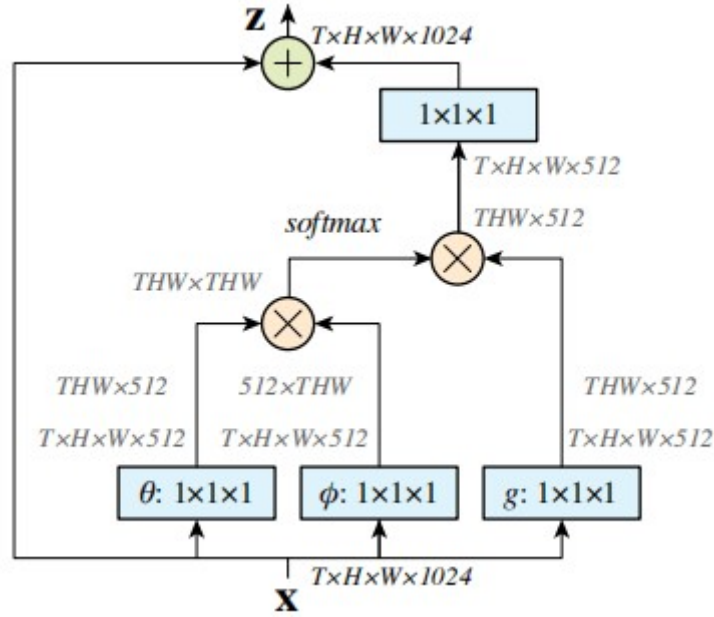 z
T×H×W×1024
+
1×1×1
T×H×W×512
THW×512
softmax
×
THW×THW
×
THW×512
512×THW
THW×512
T×H×W×512
T×H×W×512
T×H×W×512
θ: 1×1×1
ϕ: 1×1×1
g: 1×1×1
T×H×W×1024
x